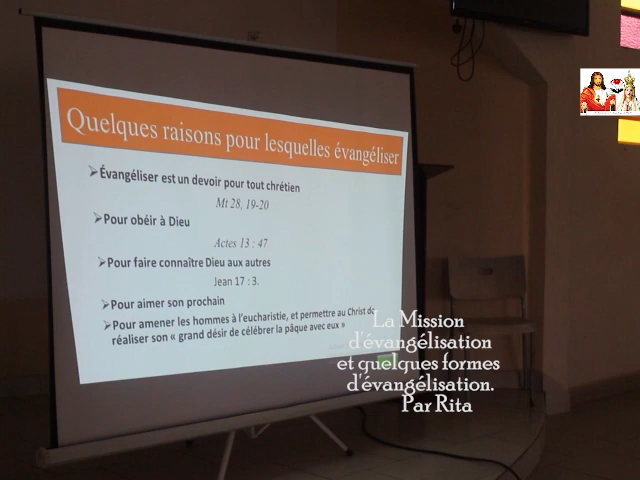 Quelques raisons pour lesquelles évangéliser
➢Évangéliser est un devoir pour tout chrétien
Mt 28, 19-20
➢Pour obéir à Dieu
Actes 13 : 47
➢Pour faire connaître Dieu aux autres
Jean 17 : 3.
➢Pour aimer son prochain
➢Pour amener les hommes à l'eucharistie, et permettre au Christ de
réaliser son « grand désir de célébrer la pâque avec eux »
La Mission
d'évangélisation
et quelques formes
d'évangélisation.
Par Rita